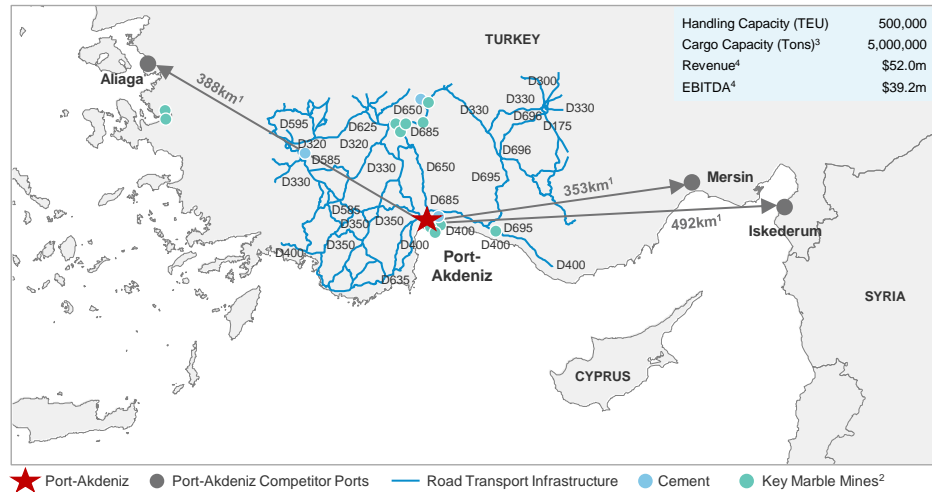 Handling Capacity (TEU) 500,000
Cargo Capacity (Tons)³ 5,000,000
Revenue⁴ $52.0m
EBITDA⁴ $39.2m
TURKEY
Aliaga
388km¹
D300
D330
D330
D696
D330
D175
D650
D595
D625
D685
D320
D320
D585
D696
D330
D330
D650
D695
Mersin
353km¹
D685
D585
D350
D350
492km¹
Iskederum
D400
D695
D350
D400
D400
D400
Port-
Akdeniz
D400
D635
SYRIA
CYPRUS
Port-Akdeniz
Port-Akdeniz Competitor Ports
Road Transport Infrastructure
Cement
Key Marble Mines²